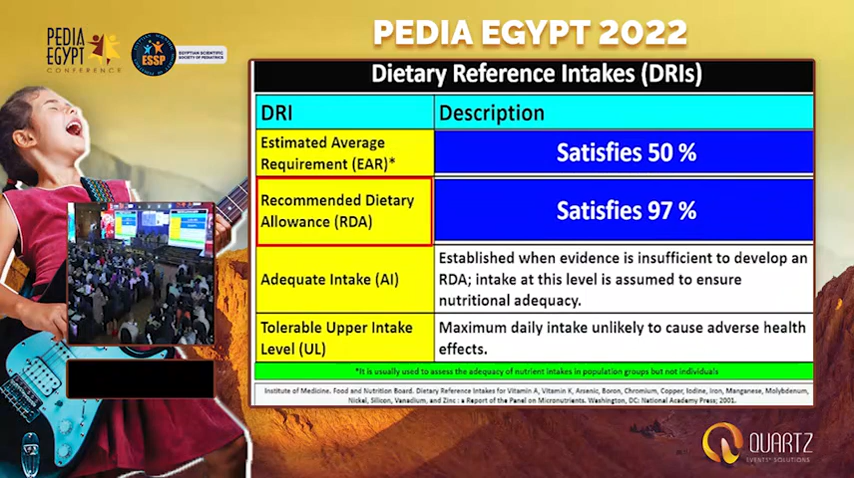 PEDIA EGYPT 2022
PEDIA
EGYPT
CONFERENCE
ESSP
EGYPTIAN SCIENTIFIC
SOCIETY OF PEDIATRICS
Dietary Reference Intakes (DRIs)
DRI
Description
Estimated Average
Requirement (EAR)*
Satisfies 50 %
Recommended Dietary
Allowance (RDA)
Satisfies 97 %
Adequate Intake (AI)
Established when evidence is insufficient to develop an
RDA; intake at this level is assumed to ensure
nutritional adequacy.
Tolerable Upper Intake
Level (UL)
Maximum daily intake unlikely to cause adverse health
effects.
*It is usually used to assess the adequacy of nutrient intakes in population groups but not individuals
Institute of Medicine. Food and Nutrition Board. Dietary Reference Intakes for Vitamin A, Vitamin K, Arsenic, Boron, Chromium, Copper, Iodine, Iron, Manganese, Molybdenum,
Nickel, Silicon, Vanadium, and Zinc : a Report of the Panel on Micronutrients. Washington, DC: National Academy Press; 2001.
QUARTZ
EVENTS SOLUTIONS